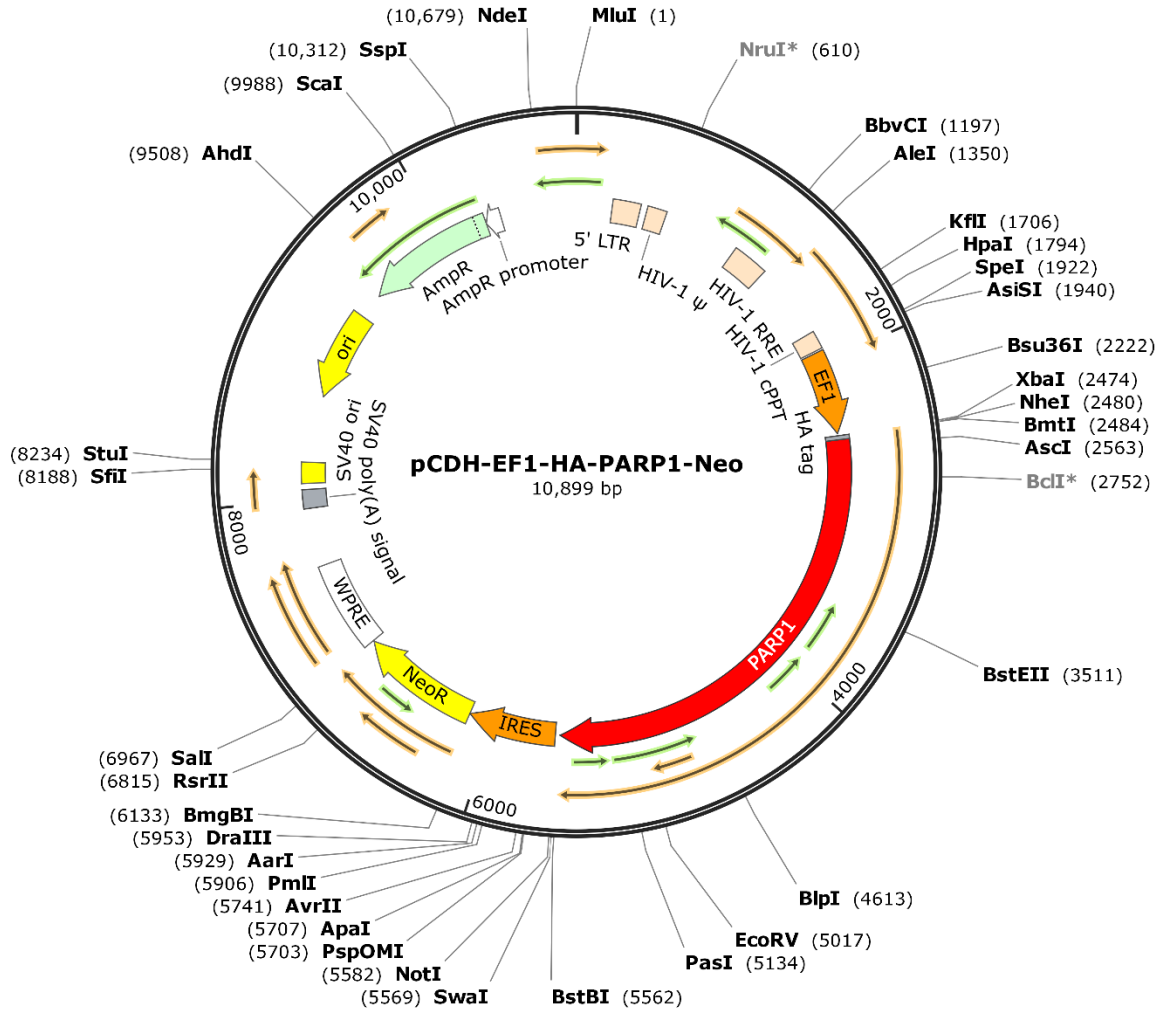 (10,679) NdeI
MluI (1)
(10,312) SspI
NruI* (610)
(9988) ScaI
BbvCI (1197)
(9508) AhdI
AleI (1350)
KflI (1706)
HpaI (1794)
SpeI (1922)
AsiSI (1940)
Bsu36I (2222)
XbaI (2474)
NheI (2480)
BmtI (2484)
AscI (2563)
BclI* (2752)
BstEII (3511)
BlpI (4613)
EcoRV (5017)
PasI (5134)
BstBI (5562)
(5569) SwaI
(5582) NotI
(5703) PspOMI
(5707) ApaI
(5741) AvrII
(5906) PmlI
(5929) AarI
(5953) DraIII
(6133) BmgBI
(6815) RsrII
(6967) SalI
(8188) SfiI
(8234) StuI
2000
4000
6000
8000
10,000
5' LTR
HIV-1 ψ
HIV-1 RRE
HIV-1 cPPT
EF1
HA tag
PARP1
IRES
NeoR
WPRE
SV40 poly(A) signal
SV40 ori
ori
AmpR
AmpR promoter
pCDH-EF1-HA-PARP1-Neo
10,899 bp